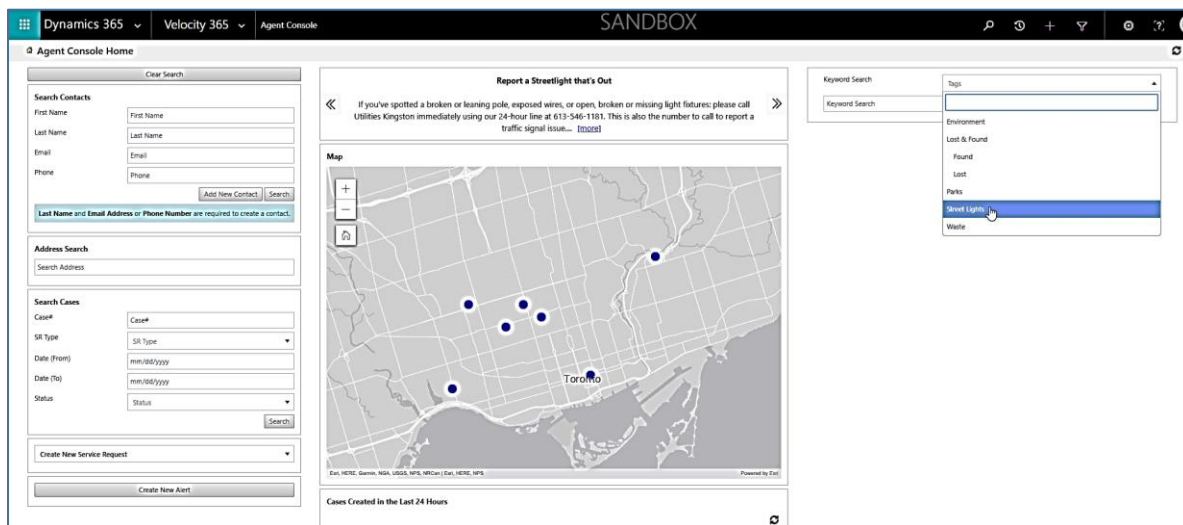 Dynamics 365
Velocity 365
Agent Console
SANDBOX
Agent Console Home
Clear Search
Search Contacts
First Name
First Name
Last Name
Last Name
Email
Email
Phone
Phone
Add New Contact
Search
Last Name and Email Address or Phone Number are required to create a contact.
Address Search
Search Address
Search Cases
Case#
Case#
SR Type
SR Type
Date (From)
mm/dd/yyyy
Date (To)
mm/dd/yyyy
Status
Status
Search
Create New Service Request
Create New Alert
Report a Streetlight that's Out
If you've spotted a broken or leaning pole, exposed wires, or open, broken or missing light fixtures: please call
Utilities Kingston immediately using our 24-hour line at 613-546-1181. This is also the number to call to report a
traffic signal issue.... [more]
Map
Toronto
Esri, HERE, Garmin, NGA, USGS, NPS, NRCan | Esri, HERE, NPS
Powered by Esri
Cases Created in the Last 24 Hours
Keyword Search
Tags
Keyword Search
Environment
Lost & Found
Found
Lost
Parks
Street Lights
Waste